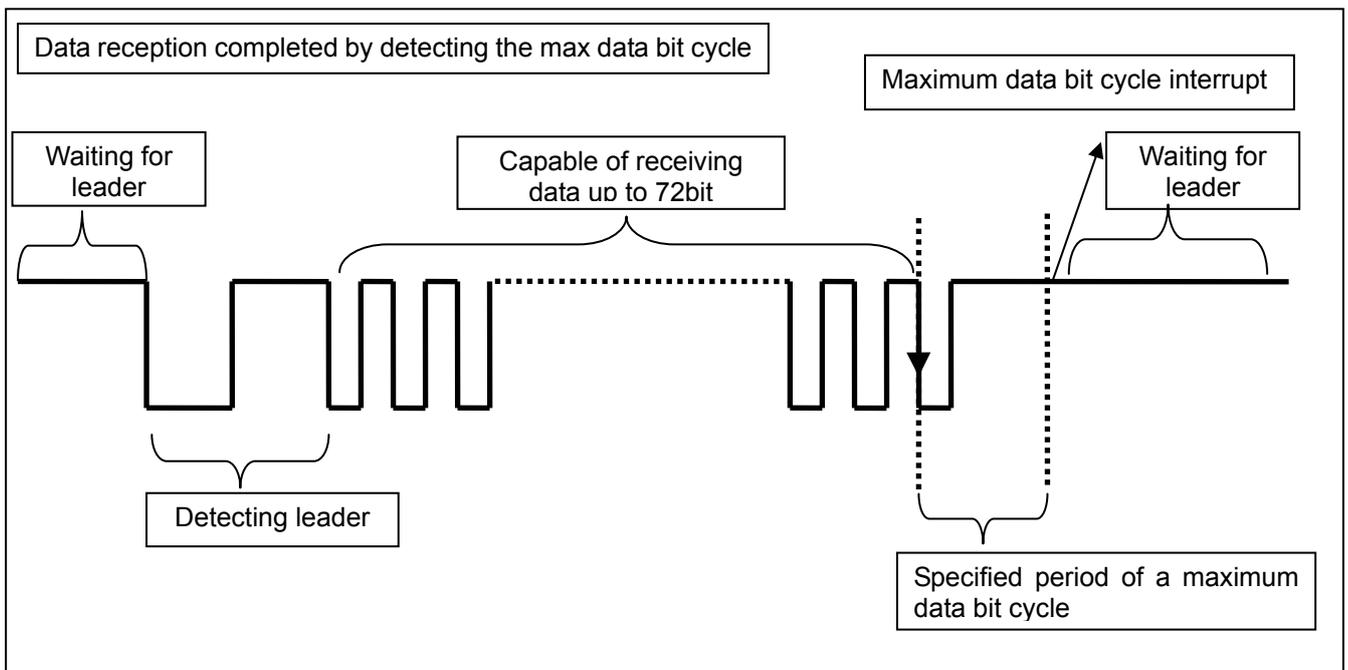 Data reception completed by detecting the max data bit cycle
Maximum data bit cycle interrupt
Waiting for
leader
Capable of receiving
data up to 72bit
Waiting for
leader
Detecting leader
Specified period of a maximum
data bit cycle